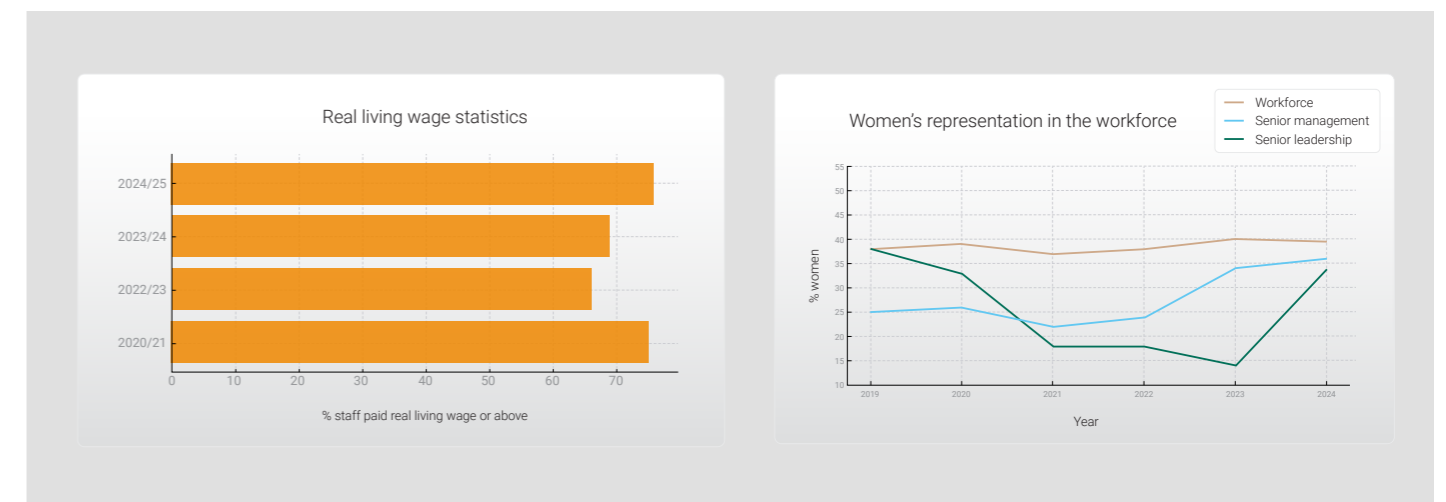 Real living wage statistics
2024/25
2023/24
2022/23
2020/21
0 10 20 30 40 50 60 70
% staff paid real living wage or above
Women’s representation in the workforce
Workforce
Senior management
Senior leadership
55
50
45
40
35
30
25
20
15
10
% women
2019 2020 2021 2022 2023 2024
Year